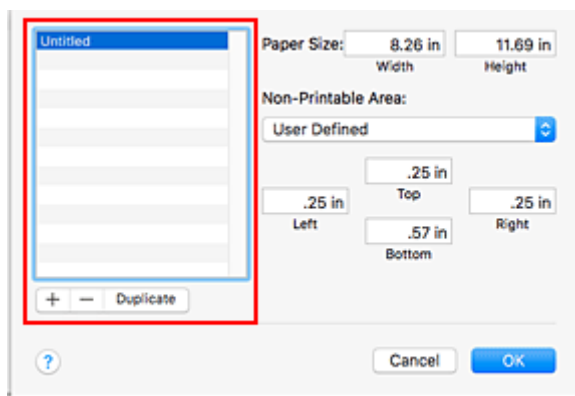 Untitled
Paper Size: 8.26 in 11.69 in
Width Height
Non-Printable Area:
User Defined
.25 in
Top
.25 in .25 in
Left Right
.57 in
Bottom
+ − Duplicate
? Cancel OK